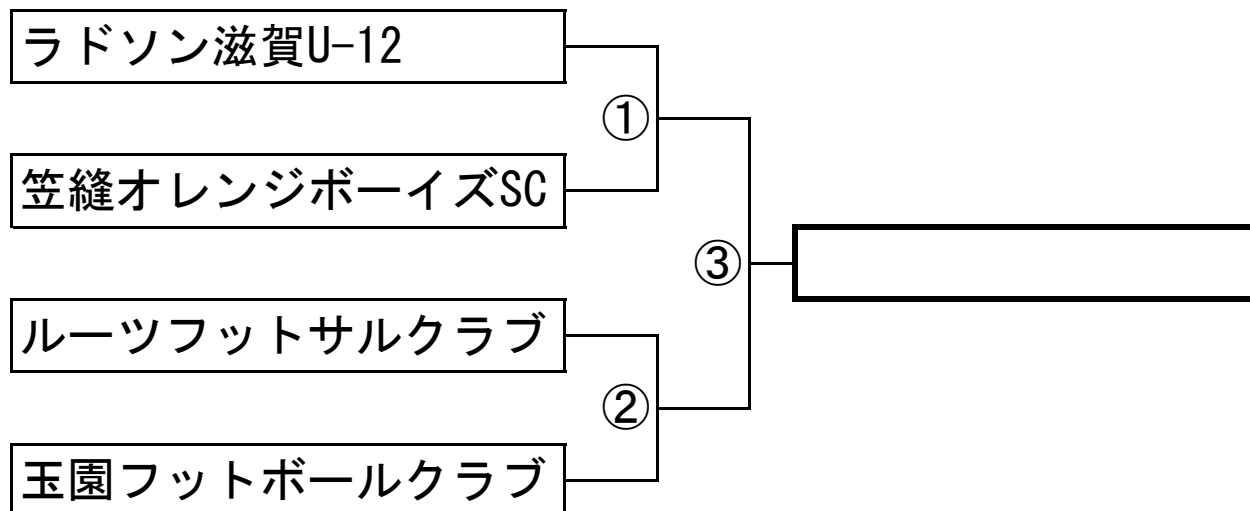 ラドソン滋賀U-12
①
笠縫オレンジボーイズSC
③
ルーツフットサルクラブ
②
玉園フットボールクラブ